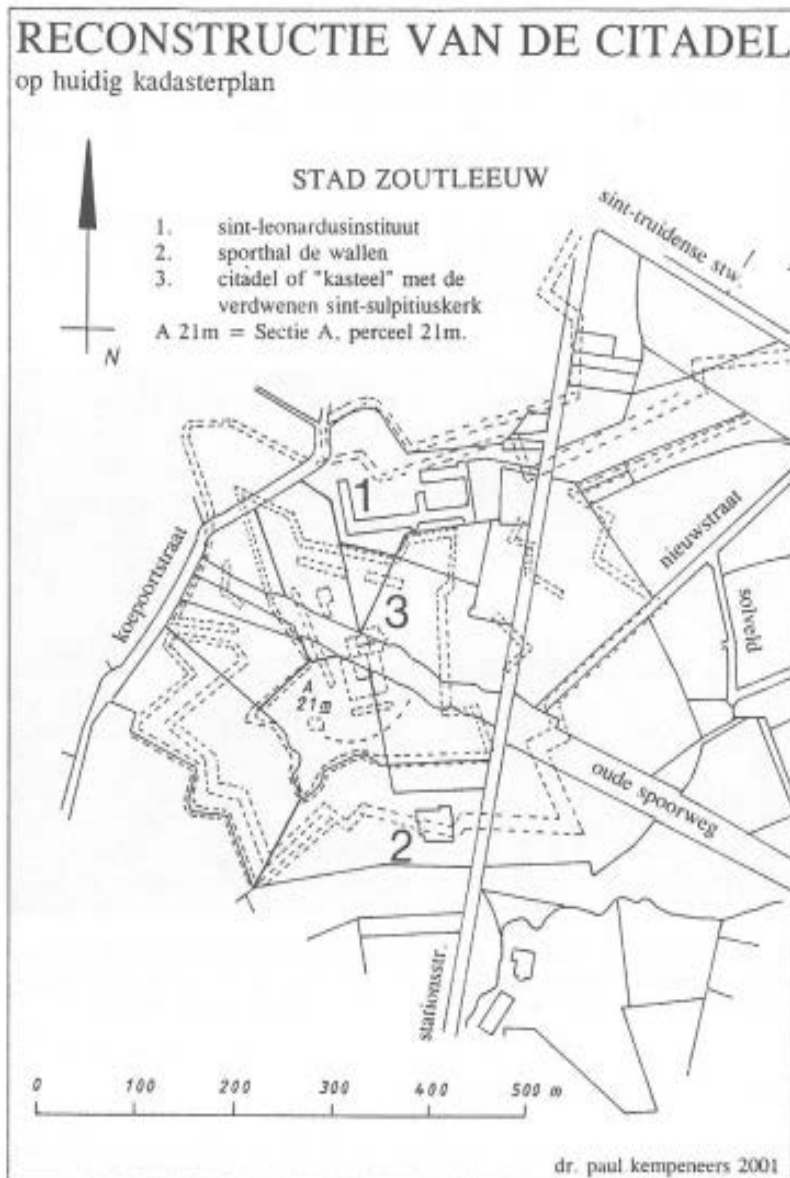 RECONSTRUCTIE VAN DE CITADEL
op huidig kadasterplan
STAD ZOUTLEEUW
1. sint-leonardusinstituut
2. sporthal de wallen
3. citadel of "kasteel" met de
verdwenen sint-sulpitiuskerk
A 21m = Sectie A, perceel 21m.
N
sint-truidense stw.
1
koepoortstraat
nieuwstraat
solveld
3
A
21m
oude spoorweg
2
stationsstr.
0 100 200 300 400 500 m
dr. paul kempeneers 2001